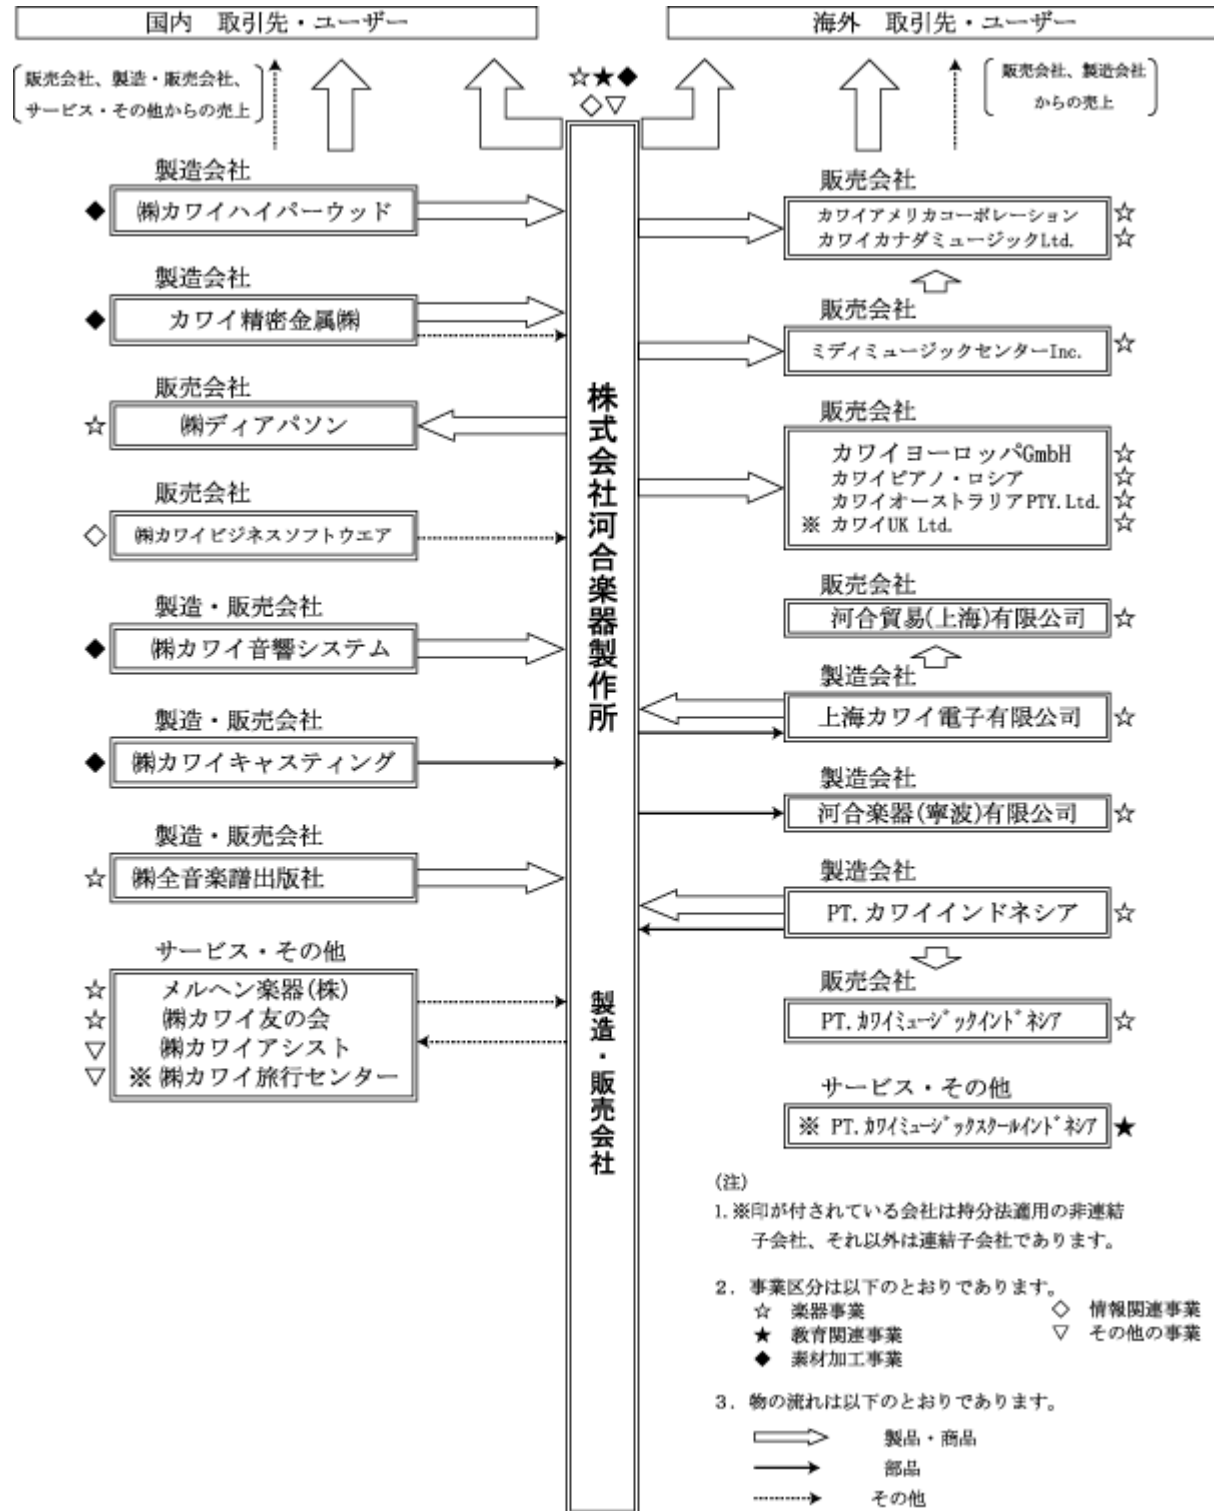 国内　取引先・ユーザー
販売会社、製造・販売会社、
サービス・その他からの売上
製造会社
◆ ㈱カワイハイパーウッド
製造会社
◆ カワイ精密金属㈱
販売会社
☆ ㈱ディアパソン
販売会社
◇ ㈱カワイビジネスソフトウエア
製造・販売会社
◆ ㈱カワイ音響システム
製造・販売会社
◆ ㈱カワイキャスティング
製造・販売会社
☆ ㈱全音楽譜出版社
サービス・その他
☆ メルヘン楽器(株)
☆ ㈱カワイ友の会
▽ ㈱カワイアシスト
▽ ※ ㈱カワイ旅行センター
☆★◆
◇▽
株式会社河合楽器製作所
製造・販売会社
海外　取引先・ユーザー
販売会社、製造会社
からの売上
販売会社
カワイアメリカコーポレーション ☆
カワイカナダミュージックLtd. ☆
販売会社
ミディミュージックセンターInc. ☆
販売会社
カワイヨーロッパGmbH ☆
カワイピアノ・ロシア ☆
カワイオーストラリアPTY.Ltd. ☆
※ カワイUK Ltd. ☆
販売会社
河合貿易(上海)有限公司 ☆
製造会社
上海カワイ電子有限公司 ☆
製造会社
河合楽器(寧波)有限公司 ☆
製造会社
PT.カワイインドネシア ☆
販売会社
PT.ｶﾜｲﾐｭｰｼﾞｯｸｲﾝﾄﾞﾈｼｱ ☆
サービス・その他
※ PT.ｶﾜｲﾐｭｰｼﾞｯｸｽｸｰﾙｲﾝﾄﾞﾈｼｱ ★
(注)
1.※印が付されている会社は持分法適用の非連結
子会社、それ以外は連結子会社であります。
2. 事業区分は以下のとおりであります。
☆ 楽器事業　◇ 情報関連事業
★ 教育関連事業　▽ その他の事業
◆ 素材加工事業
3. 物の流れは以下のとおりであります。
製品・商品
部品
その他